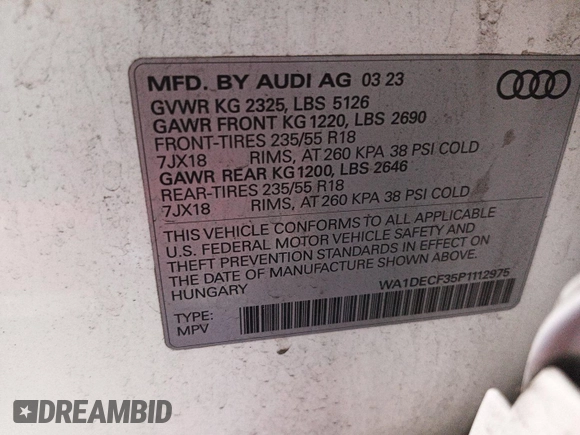 MFD. BY AUDI AG 03 23
GVWR KG 2325, LBS 5126
GAWR FRONT KG 1220, LBS 2690
FRONT-TIRES 235/55 R18
7JX18 RIMS, AT 260 KPA 38 PSI COLD
GAWR REAR KG1200, LBS 2646
REAR-TIRES 235/55 R18
7JX18 RIMS, AT 260 KPA 38 PSI COLD
THIS VEHICLE CONFORMS TO ALL APPLICABLE
U.S. FEDERAL MOTOR VEHICLE SAFETY AND
THEFT PREVENTION STANDARDS IN EFFECT ON
THE DATE OF MANUFACTURE SHOWN ABOVE.
HUNGARY
WA1DECF35P1112975
TYPE:
MPV
DREAMBID